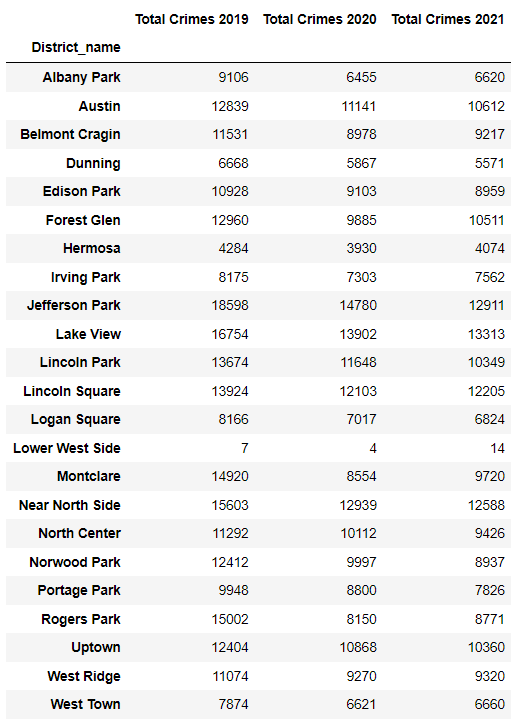 Total Crimes 2019 Total Crimes 2020 Total Crimes 2021
District_name
Albany Park 9106 6455 6620
Austin 12839 11141 10612
Belmont Cragin 11531 8978 9217
Dunning 6668 5867 5571
Edison Park 10928 9103 8959
Forest Glen 12960 9885 10511
Hermosa 4284 3930 4074
Irving Park 8175 7303 7562
Jefferson Park 18598 14780 12911
Lake View 16754 13902 13313
Lincoln Park 13674 11648 10349
Lincoln Square 13924 12103 12205
Logan Square 8166 7017 6824
Lower West Side 7 4 14
Montclare 14920 8554 9720
Near North Side 15603 12939 12588
North Center 11292 10112 9426
Norwood Park 12412 9997 8937
Portage Park 9948 8800 7826
Rogers Park 15002 8150 8771
Uptown 12404 10868 10360
West Ridge 11074 9270 9320
West Town 7874 6621 6660